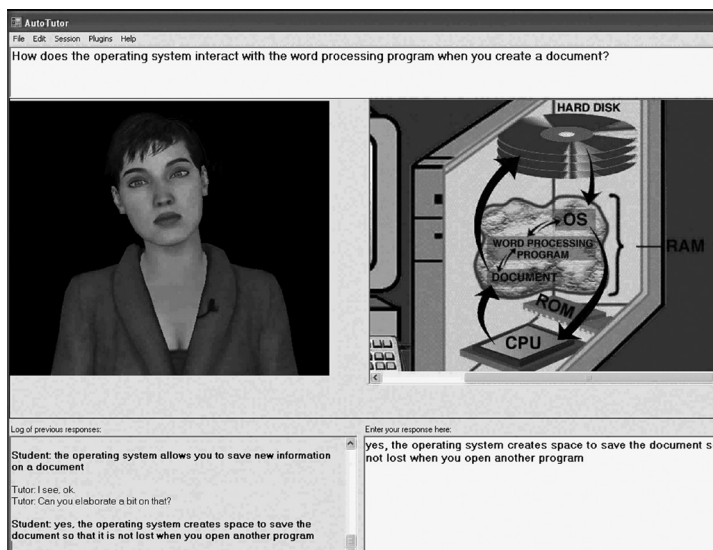 AutoTutor
File Edit Session Plugins Help
How does the operating system interact with the word processing program when you create a document?
HARD DISK
OS
WORD PROCESSING
PROGRAM
DOCUMENT
RAM
ROM
CPU
Log of previous responses:
Student: the operating system allows you to save new information
on a document
Tutor: I see, ok.
Tutor: Can you elaborate a bit on that?
Student: yes, the operating system creates space to save the
document so that it is not lost when you open another program
Enter your response here:
yes, the operating system creates space to save the document s
not lost when you open another program